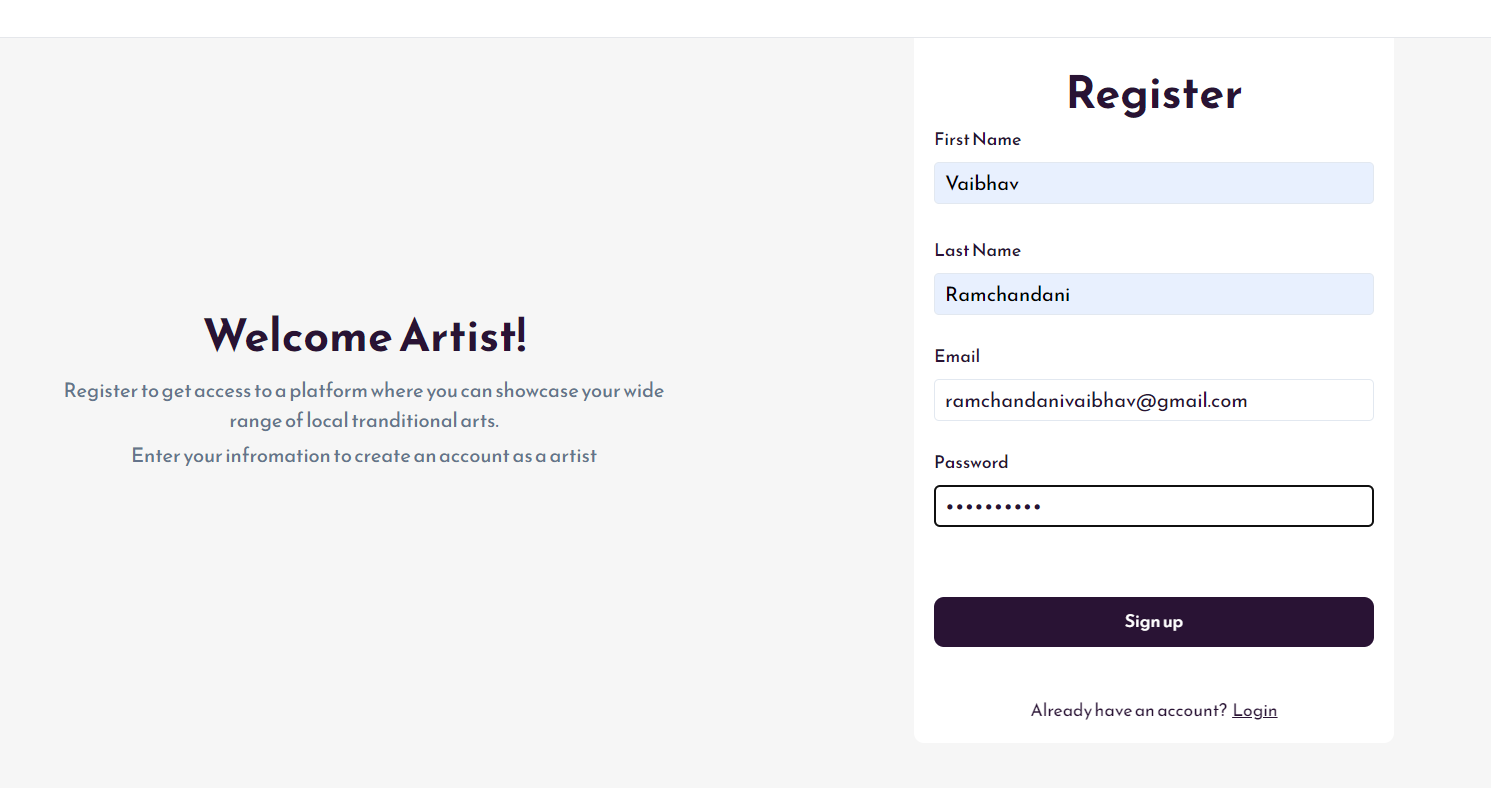 Register
First Name
Vaibhav
Last Name
Ramchandani
Welcome Artist!
Email
Register to get access to a platform where you can showcase your wide
ramchandanivaibhav@gmail.com
range of local tranditional arts.
Enter your infromation to create an account as a artist
Password
••••••••••
Sign up
Already have an account? Login